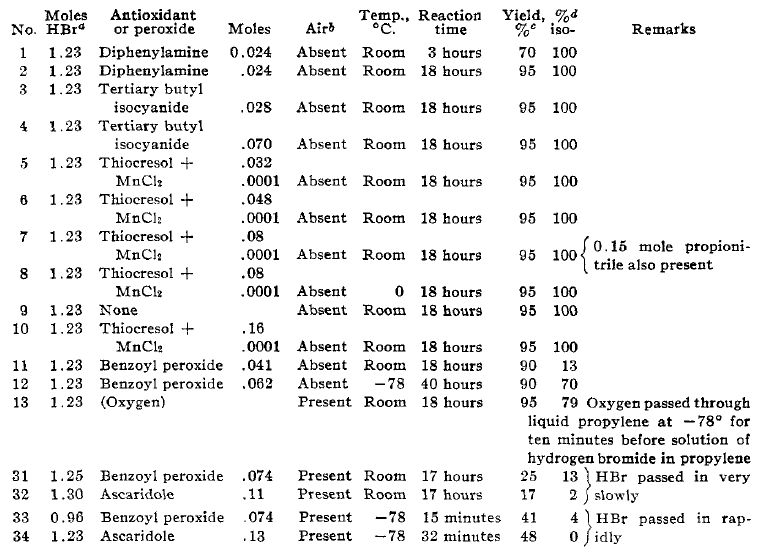 No. Moles HBrᵃ Antioxidant or peroxide Moles Airᵇ Temp., °C. Reaction time Yield, %ᶜ %ᵈ iso- Remarks
1 1.23 Diphenylamine 0.024 Absent Room 3 hours 70 100
2 1.23 Diphenylamine .024 Absent Room 18 hours 95 100
3 1.23 Tertiary butyl
isocyanide .028 Absent Room 18 hours 95 100
4 1.23 Tertiary butyl
isocyanide .070 Absent Room 18 hours 95 100
5 1.23 Thiocresol + .032
MnCl₂ .0001 Absent Room 18 hours 95 100
6 1.23 Thiocresol + .048
MnCl₂ .0001 Absent Room 18 hours 95 100
7 1.23 Thiocresol + .08 0.15 mole propioni-
MnCl₂ .0001 Absent Room 18 hours 95 100 trile also present
8 1.23 Thiocresol + .08
MnCl₂ .0001 Absent 0 18 hours 95 100
9 1.23 None Absent Room 18 hours 95 100
10 1.23 Thiocresol + .16
MnCl₂ .0001 Absent Room 18 hours 95 100
11 1.23 Benzoyl peroxide .041 Absent Room 18 hours 90 13
12 1.23 Benzoyl peroxide .062 Absent −78 40 hours 90 70
13 1.23 (Oxygen) Present Room 18 hours 95 79 Oxygen passed through
liquid propylene at −78° for
ten minutes before solution of
hydrogen bromide in propylene
31 1.25 Benzoyl peroxide .074 Present Room 17 hours 25 13 HBr passed in very
32 1.30 Ascaridole .11 Present Room 17 hours 17 2 slowly
33 0.96 Benzoyl peroxide .074 Present −78 15 minutes 41 4 HBr passed in rap-
34 1.23 Ascaridole .13 Present −78 32 minutes 48 0 idly